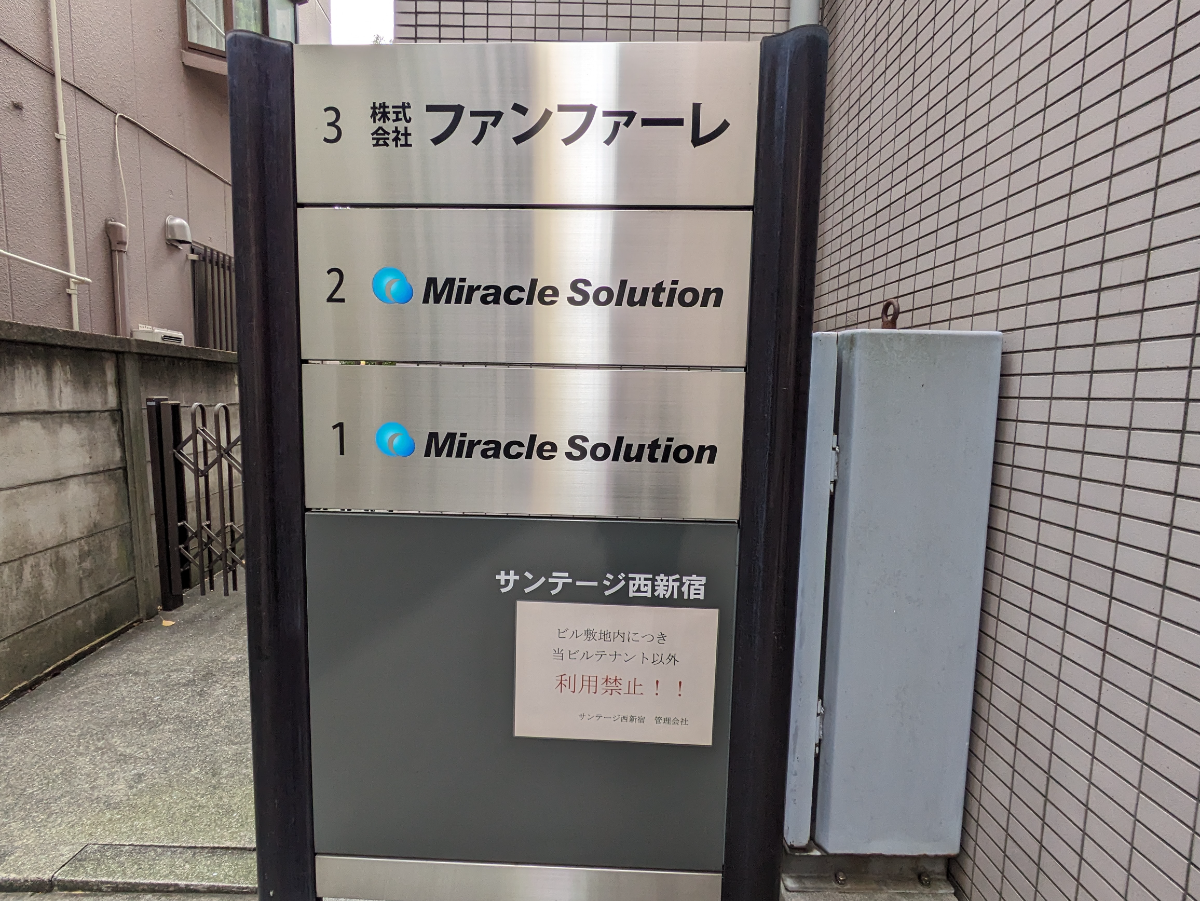 3 株式会社 ファンファーレ
2 Miracle Solution
1 Miracle Solution
サンテージ西新宿
ビル敷地内につき
当ビルテナント以外
利用禁止！！
サンテージ西新宿 管理会社